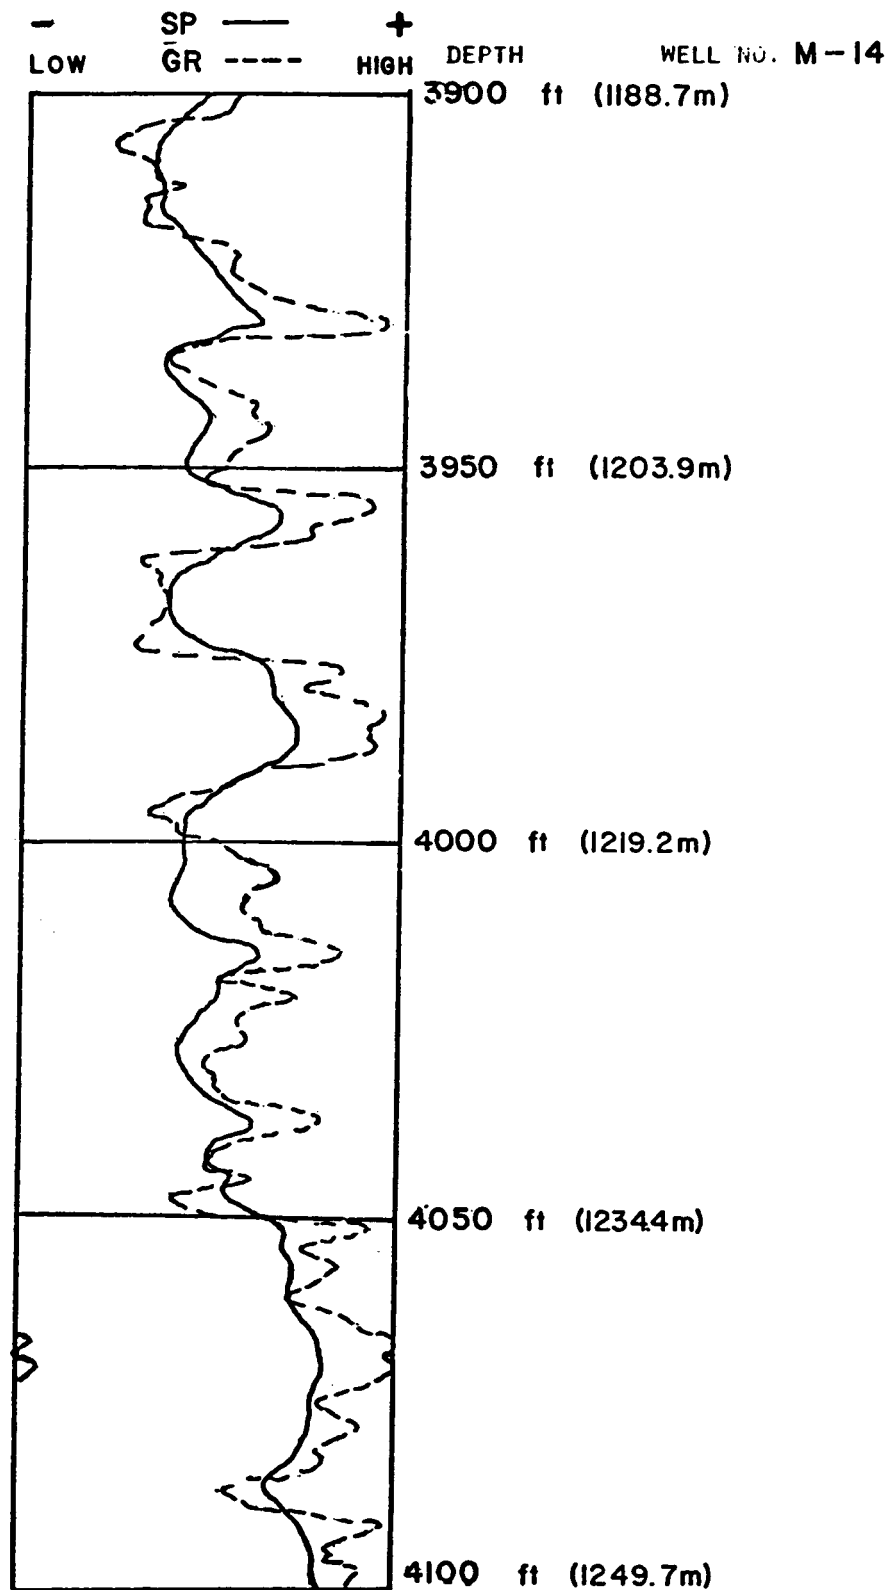 - SP —— +
LOW GR ----- HIGH DEPTH WELL NO. M-14
3900 ft (1188.7m)
3950 ft (1203.9m)
4000 ft (1219.2m)
4050 ft (1234.4m)
4100 ft (1249.7m)